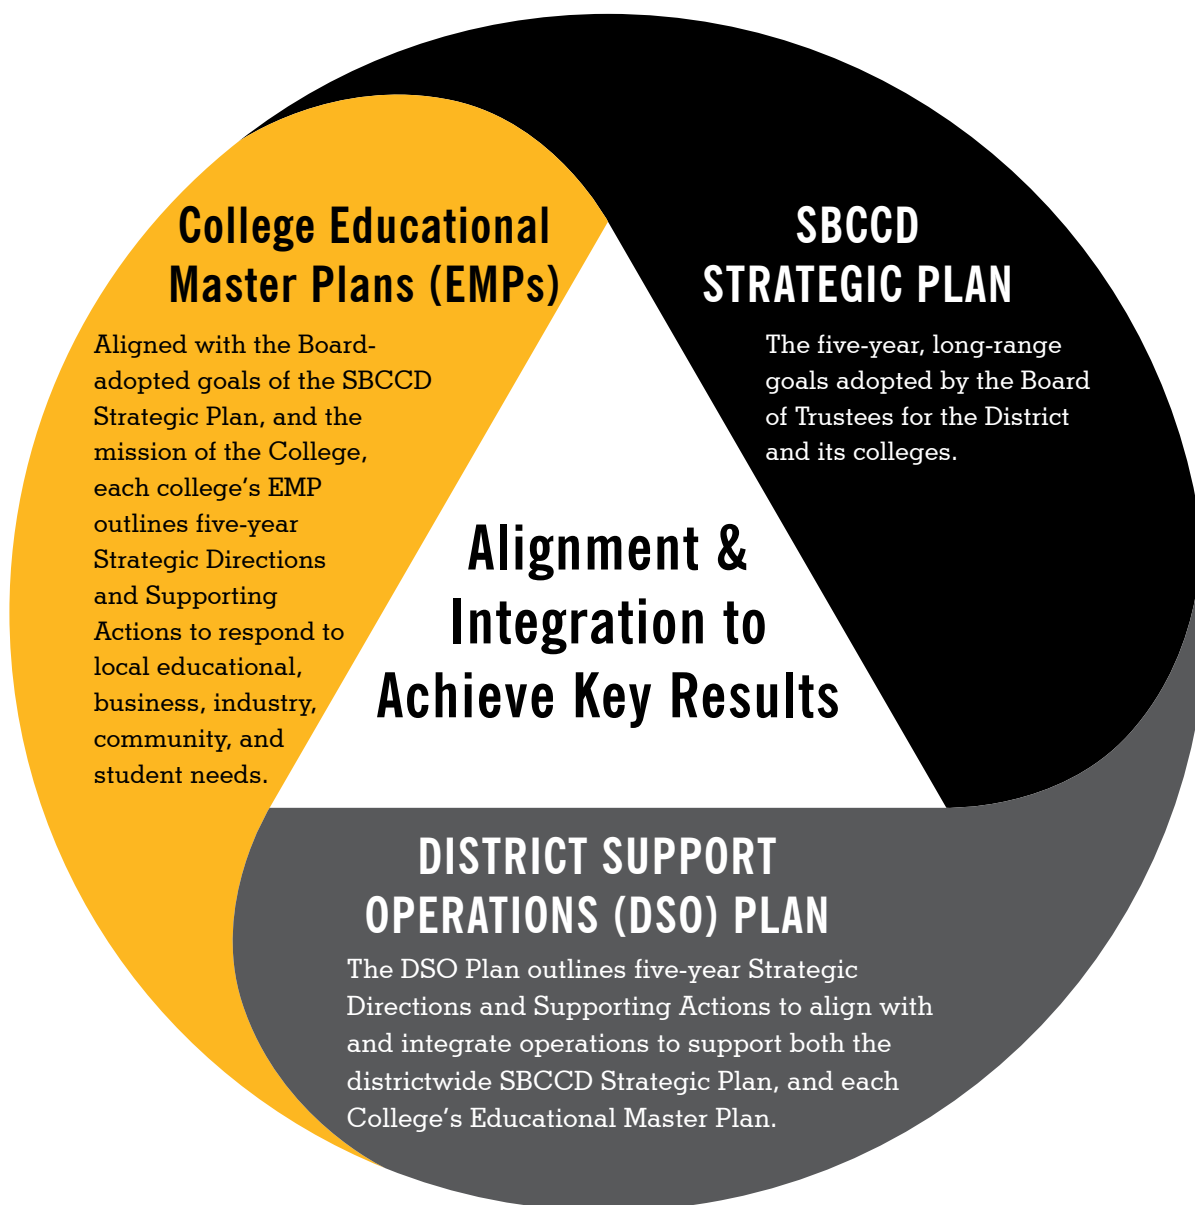 College Educational
Master Plans (EMPs)
Aligned with the Board-
adopted goals of the SBCCD
Strategic Plan, and the
mission of the College,
each college’s EMP
outlines five-year
Strategic Directions
and Supporting
Actions to respond to
local educational,
business, industry,
community, and
student needs.
SBCCD
STRATEGIC PLAN
The five-year, long-range
goals adopted by the Board
of Trustees for the District
and its colleges.
Alignment &
Integration to
Achieve Key Results
DISTRICT SUPPORT
OPERATIONS (DSO) PLAN
The DSO Plan outlines five-year Strategic
Directions and Supporting Actions to align with
and integrate operations to support both the
districtwide SBCCD Strategic Plan, and each
College’s Educational Master Plan.